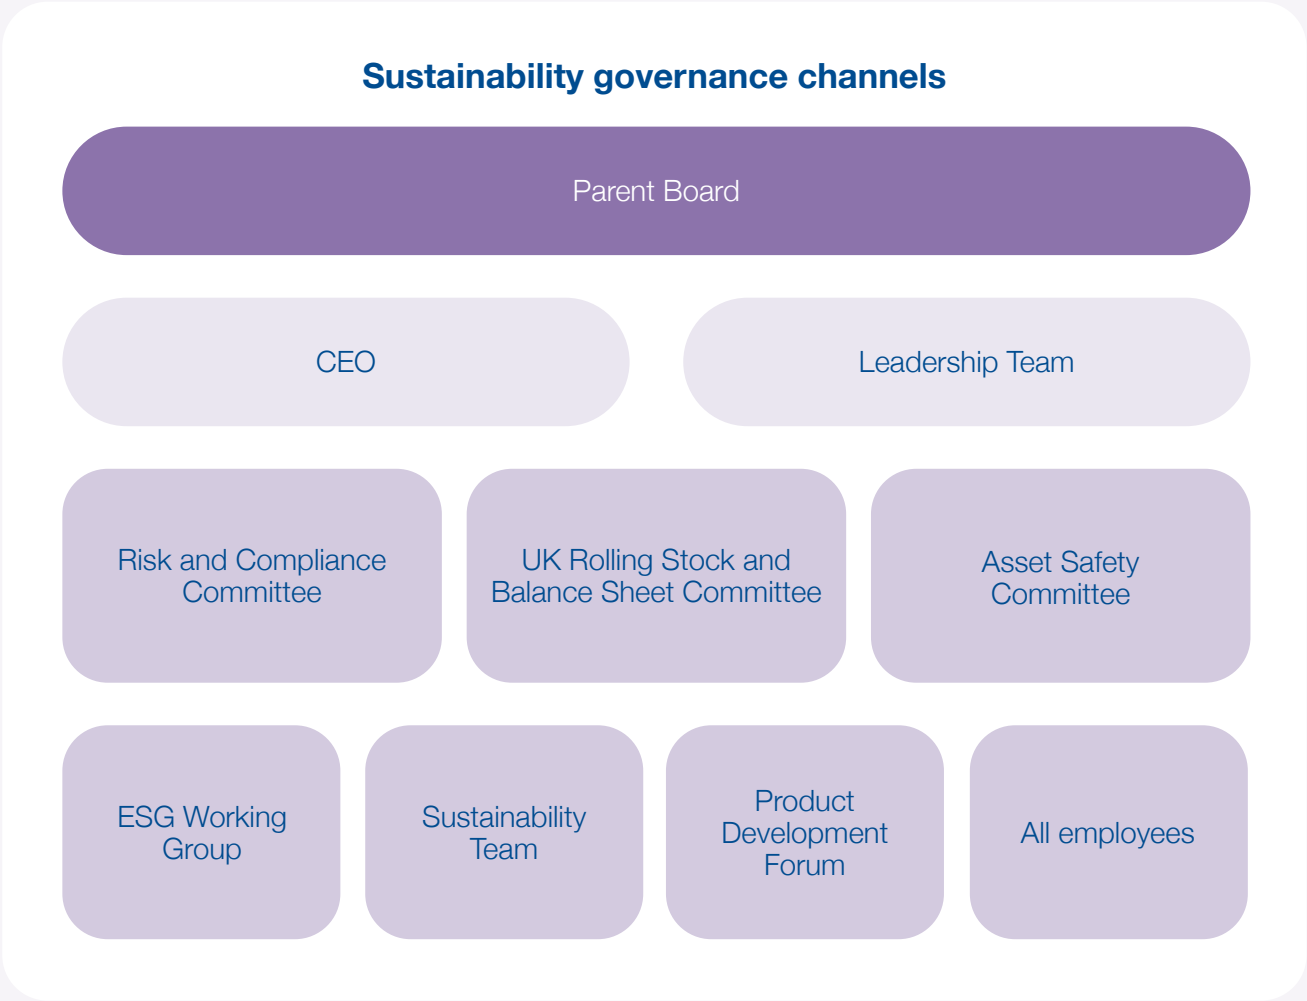 Sustainability governance channels
Parent Board
CEO
Leadership Team
Risk and Compliance
Committee
UK Rolling Stock and
Balance Sheet Committee
Asset Safety
Committee
ESG Working
Group
Sustainability
Team
Product
Development
Forum
All employees